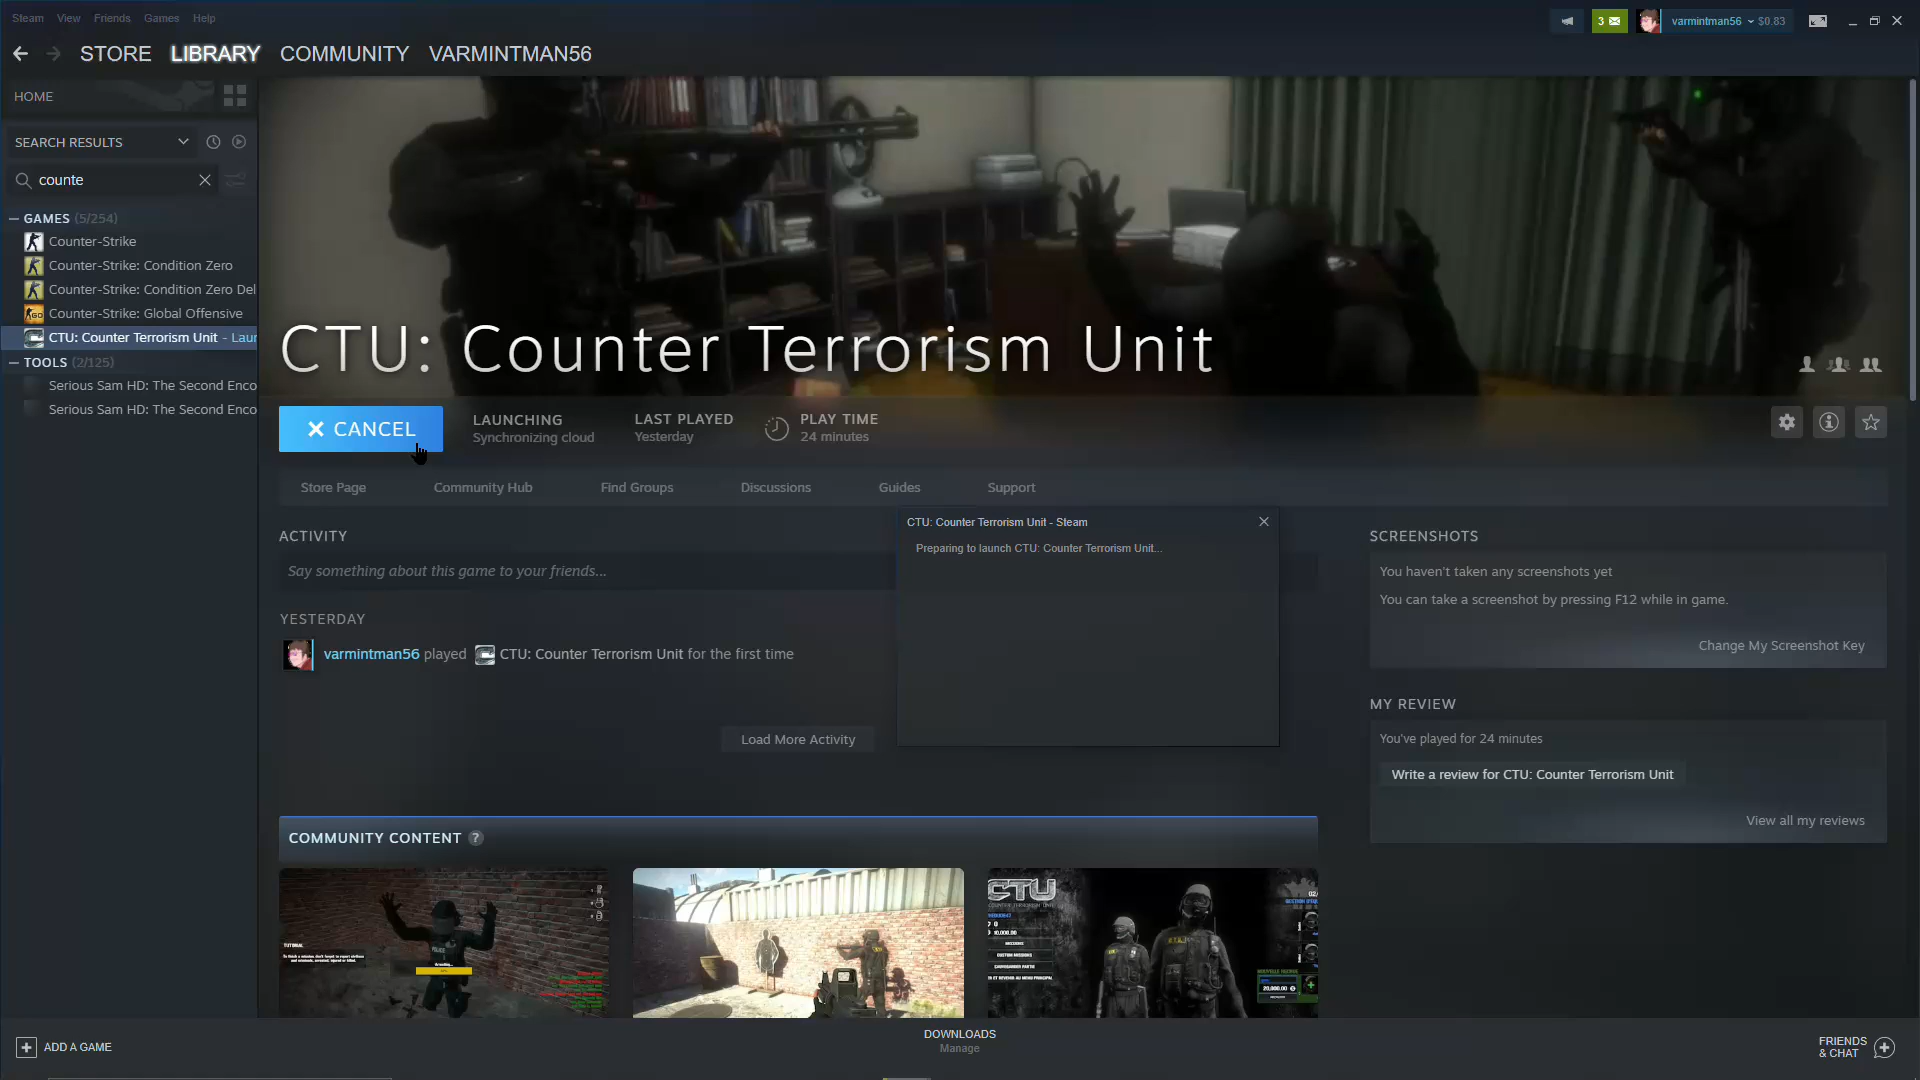 Steam View Friends Games Help
3 varmintman56 $0.83
STORE LIBRARY COMMUNITY VARMINTMAN56
HOME
SEARCH RESULTS
counte
GAMES (5/254)
Counter-Strike
Counter-Strike: Condition Zero
Counter-Strike: Condition Zero Del
Counter-Strike: Global Offensive
CTU: Counter Terrorism Unit - Laun
TOOLS (2/125)
Serious Sam HD: The Second Enco
Serious Sam HD: The Second Enco
CTU: Counter Terrorism Unit
CANCEL
LAUNCHING
Synchronizing cloud
LAST PLAYED
Yesterday
PLAY TIME
24 minutes
Store Page Community Hub Find Groups Discussions Guides Support
ACTIVITY
Say something about this game to your friends...
YESTERDAY
varmintman56 played CTU: Counter Terrorism Unit for the first time
Load More Activity
CTU: Counter Terrorism Unit - Steam
Preparing to launch CTU: Counter Terrorism Unit...
SCREENSHOTS
You haven't taken any screenshots yet
You can take a screenshot by pressing F12 while in game.
Change My Screenshot Key
MY REVIEW
You've played for 24 minutes
Write a review for CTU: Counter Terrorism Unit
View all my reviews
COMMUNITY CONTENT ?
TUTORIAL
POLICE
CTU
COUNTER TERRORISM UNIT
ADD A GAME
DOWNLOADS
Manage
FRIENDS
& CHAT